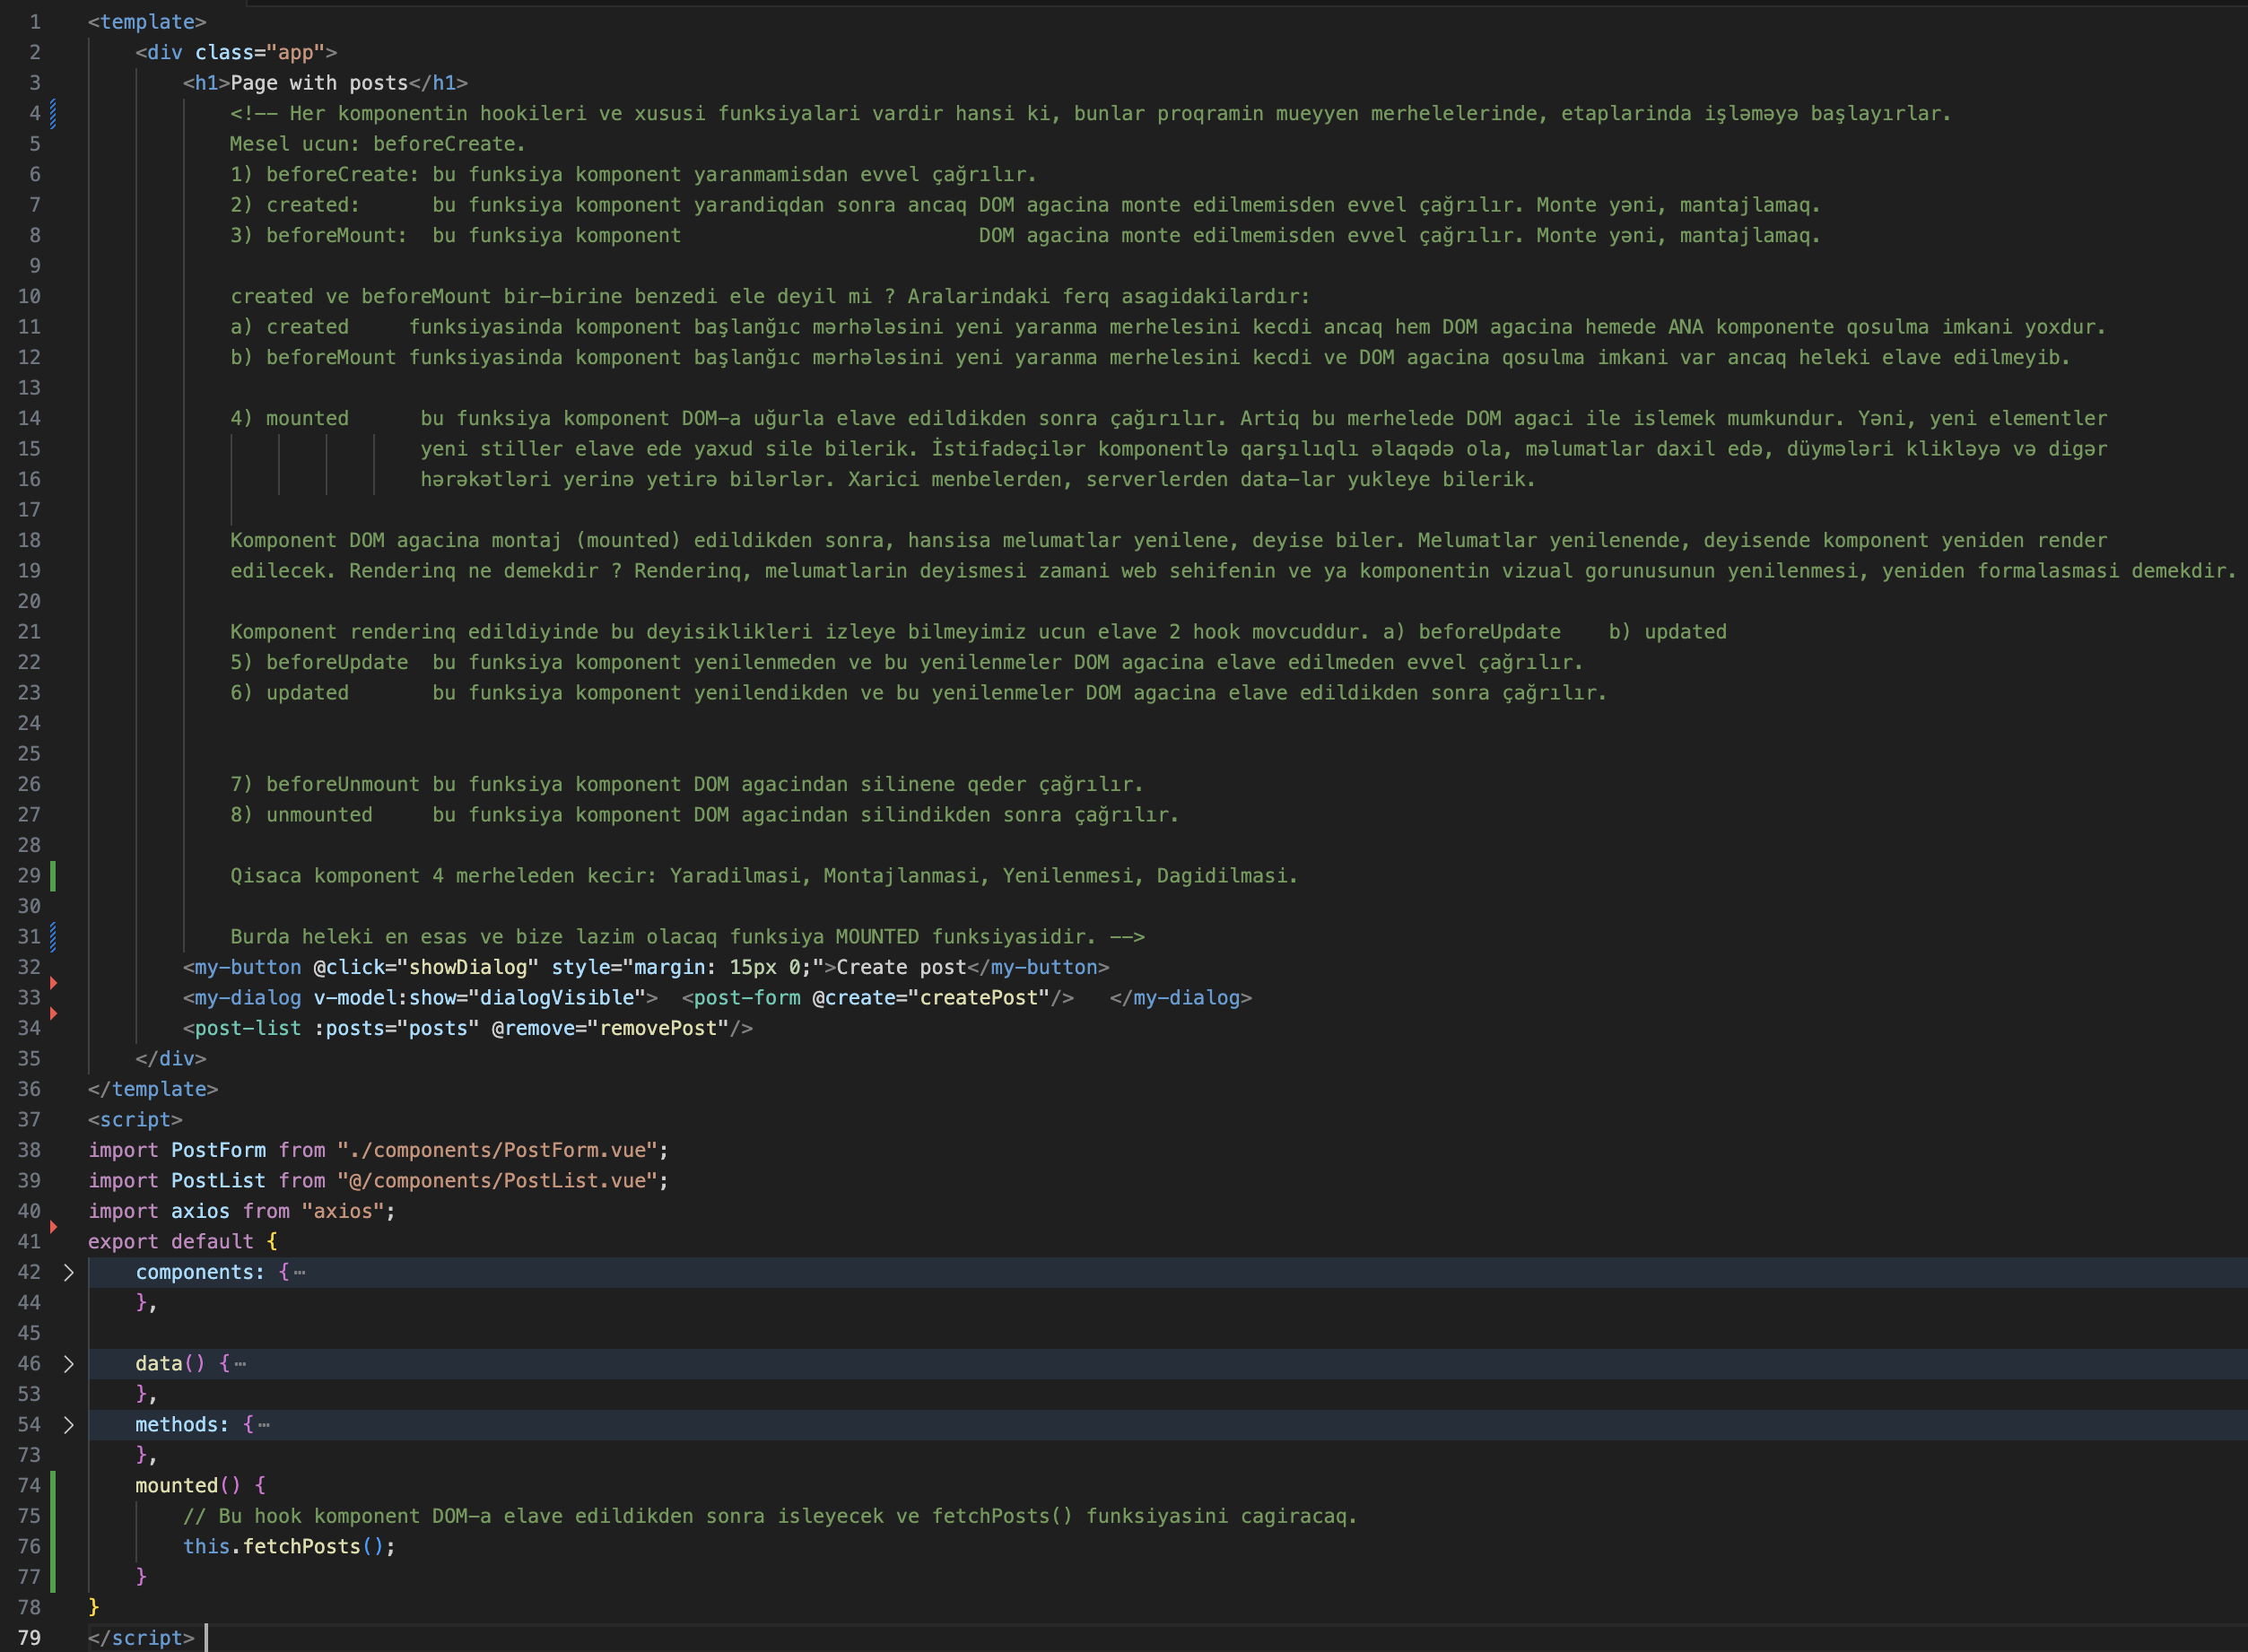 1 <template>
2 <div class="app">
3 <h1>Page with posts</h1>
4 <!-- Her komponentin hookileri ve xususi funksiyalari vardir hansi ki, bunlar proqramin mueyyen merhelelerinde, etaplarinda işləməyə başlayırlar.
5 Mesel ucun: beforeCreate.
6 1) beforeCreate: bu funksiya komponent yaranmamisdan evvel çağrılır.
7 2) created: bu funksiya komponent yarandiqdan sonra ancaq DOM agacina monte edilmemisden evvel çağrılır. Monte yəni, mantajlamaq.
8 3) beforeMount: bu funksiya komponent DOM agacina monte edilmemisden evvel çağrılır. Monte yəni, mantajlamaq.
9
10 created ve beforeMount bir-birine benzedi ele deyil mi ? Aralarindaki ferq asagidakilardır:
11 a) created funksiyasinda komponent başlanğıc mərhələsini yeni yaranma merhelesini kecdi ancaq hem DOM agacina hemede ANA komponente qosulma imkani yoxdur.
12 b) beforeMount funksiyasinda komponent başlanğıc mərhələsini yeni yaranma merhelesini kecdi ve DOM agacina qosulma imkani var ancaq heleki elave edilmeyib.
13
14 4) mounted bu funksiya komponent DOM-a uğurla elave edildikden sonra çağırılır. Artiq bu merhelede DOM agaci ile islemek mumkundur. Yəni, yeni elementler
15 yeni stiller elave ede yaxud sile bilerik. İstifadəçilər komponentlə qarşılıqlı əlaqədə ola, məlumatlar daxil edə, düymələri klikləyə və digər
16 hərəkətləri yerinə yetirə bilərlər. Xarici menbelerden, serverlerden data-lar yukleye bilerik.
17
18 Komponent DOM agacina montaj (mounted) edildikden sonra, hansisa melumatlar yenilene, deyise biler. Melumatlar yenilenende, deyisende komponent yeniden render
19 edilecek. Renderinq ne demekdir ? Renderinq, melumatlarin deyismesi zamani web sehifenin ve ya komponentin vizual gorunusunun yenilenmesi, yeniden formalasmasi demekdir.
20
21 Komponent renderinq edildiyinde bu deyisiklikleri izleye bilmeyimiz ucun elave 2 hook movcuddur. a) beforeUpdate b) updated
22 5) beforeUpdate bu funksiya komponent yenilenmeden ve bu yenilenmeler DOM agacina elave edilmeden evvel çağrılır.
23 6) updated bu funksiya komponent yenilendikden ve bu yenilenmeler DOM agacina elave edildikden sonra çağrılır.
24
25
26 7) beforeUnmount bu funksiya komponent DOM agacindan silinene qeder çağrılır.
27 8) unmounted bu funksiya komponent DOM agacindan silindikden sonra çağrılır.
28
29 Qisaca komponent 4 merheleden kecir: Yaradilmasi, Montajlanmasi, Yenilenmesi, Dagidilmasi.
30
31 Burda heleki en esas ve bize lazim olacaq funksiya MOUNTED funksiyasidir. -->
32 <my-button @click="showDialog" style="margin: 15px 0;">Create post</my-button>
33 <my-dialog v-model:show="dialogVisible"> <post-form @create="createPost"/> </my-dialog>
34 <post-list :posts="posts" @remove="removePost"/>
35 </div>
36 </template>
37 <script>
38 import PostForm from "./components/PostForm.vue";
39 import PostList from "@/components/PostList.vue";
40 import axios from "axios";
41 export default {
42 components: {⋯
44 },
45
46 data() {⋯
53 },
54 methods: {⋯
73 },
74 mounted() {
75 // Bu hook komponent DOM-a elave edildikden sonra isleyecek ve fetchPosts() funksiyasini cagiracaq.
76 this.fetchPosts();
77 }
78 }
79 </script>